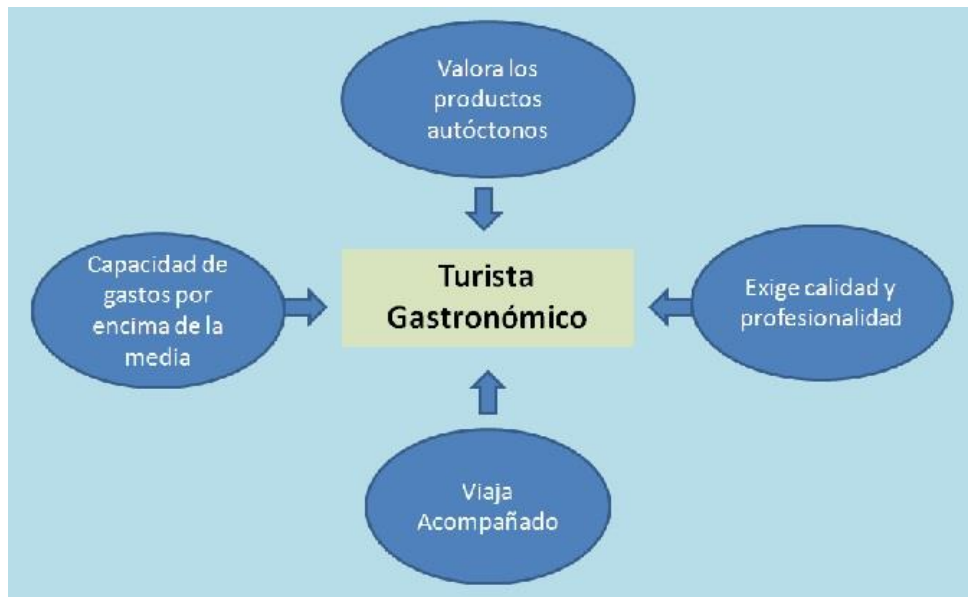 Valora los
productos
autóctonos
Capacidad de
gastos por
encima de la
media
Turista
Gastronómico
Exige calidad y
profesionalidad
Viaja
Acompañado